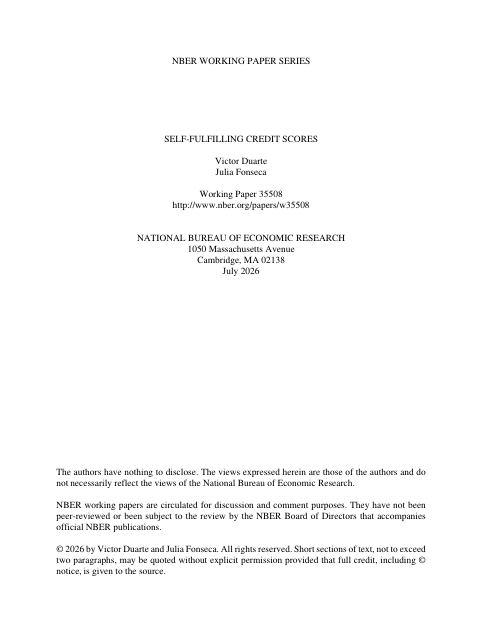 NBER WORKING PAPER SERIES
SELF-FULFILLING CREDIT SCORES
Victor Duarte
Julia Fonseca
Working Paper 35508
http://www.nber.org/papers/w35508
NATIONAL BUREAU OF ECONOMIC RESEARCH
1050 Massachusetts Avenue
Cambridge, MA 02138
July 2026
The authors have nothing to disclose. The views expressed herein are those of the authors and do
not necessarily reflect the views of the National Bureau of Economic Research.
NBER working papers are circulated for discussion and comment purposes. They have not been
peer-reviewed or been subject to the review by the NBER Board of Directors that accompanies
official NBER publications.
© 2026 by Victor Duarte and Julia Fonseca. All rights reserved. Short sections of text, not to exceed
two paragraphs, may be quoted without explicit permission provided that full credit, including ©
notice, is given to the source.